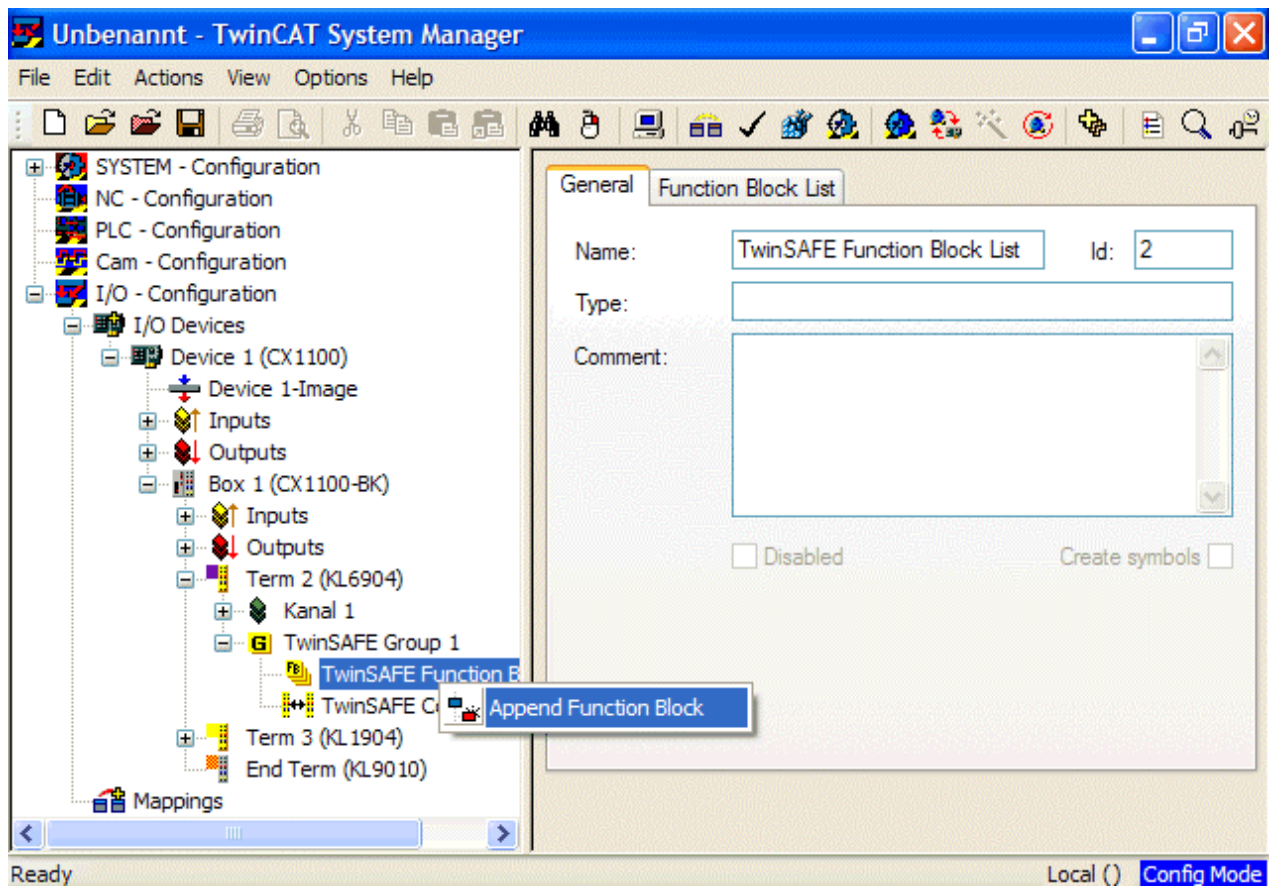 Unbenannt - TwinCAT System Manager
File Edit Actions View Options Help
SYSTEM - Configuration
NC - Configuration
PLC - Configuration
Cam - Configuration
I/O - Configuration
I/O Devices
Device 1 (CX1100)
Device 1-Image
Inputs
Outputs
Box 1 (CX1100-BK)
Inputs
Outputs
Term 2 (KL6904)
Kanal 1
G TwinSAFE Group 1
FB TwinSAFE Function B
TwinSAFE C
Append Function Block
Term 3 (KL1904)
End Term (KL9010)
Mappings
General Function Block List
Name: TwinSAFE Function Block List Id: 2
Type:
Comment:
Disabled Create symbols
Ready Local () Config Mode